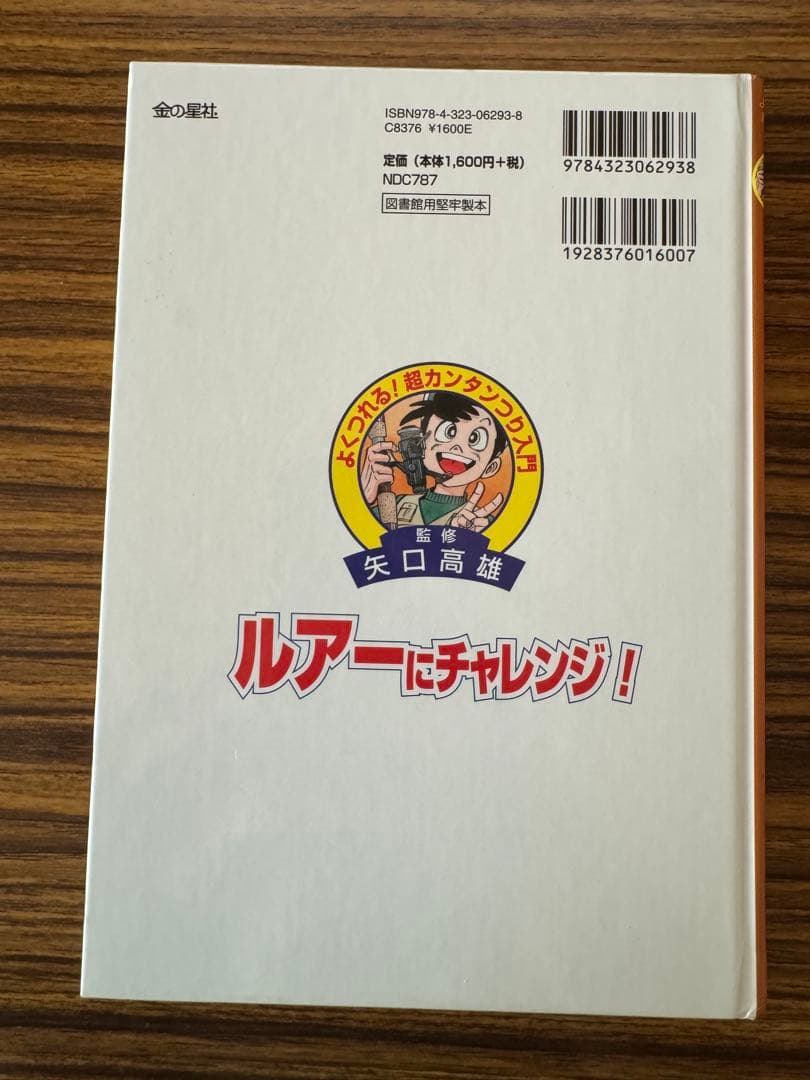 金の星社
ISBN978-4-323-06293-8
C8376 ¥1600E
定価（本体1,600円+税）
NDC787
図書館用堅牢製本
9784323062938
1928376016007
よくつれる！超カンタンつり入門
監修
矢口高雄
ルアーにチャレンジ！